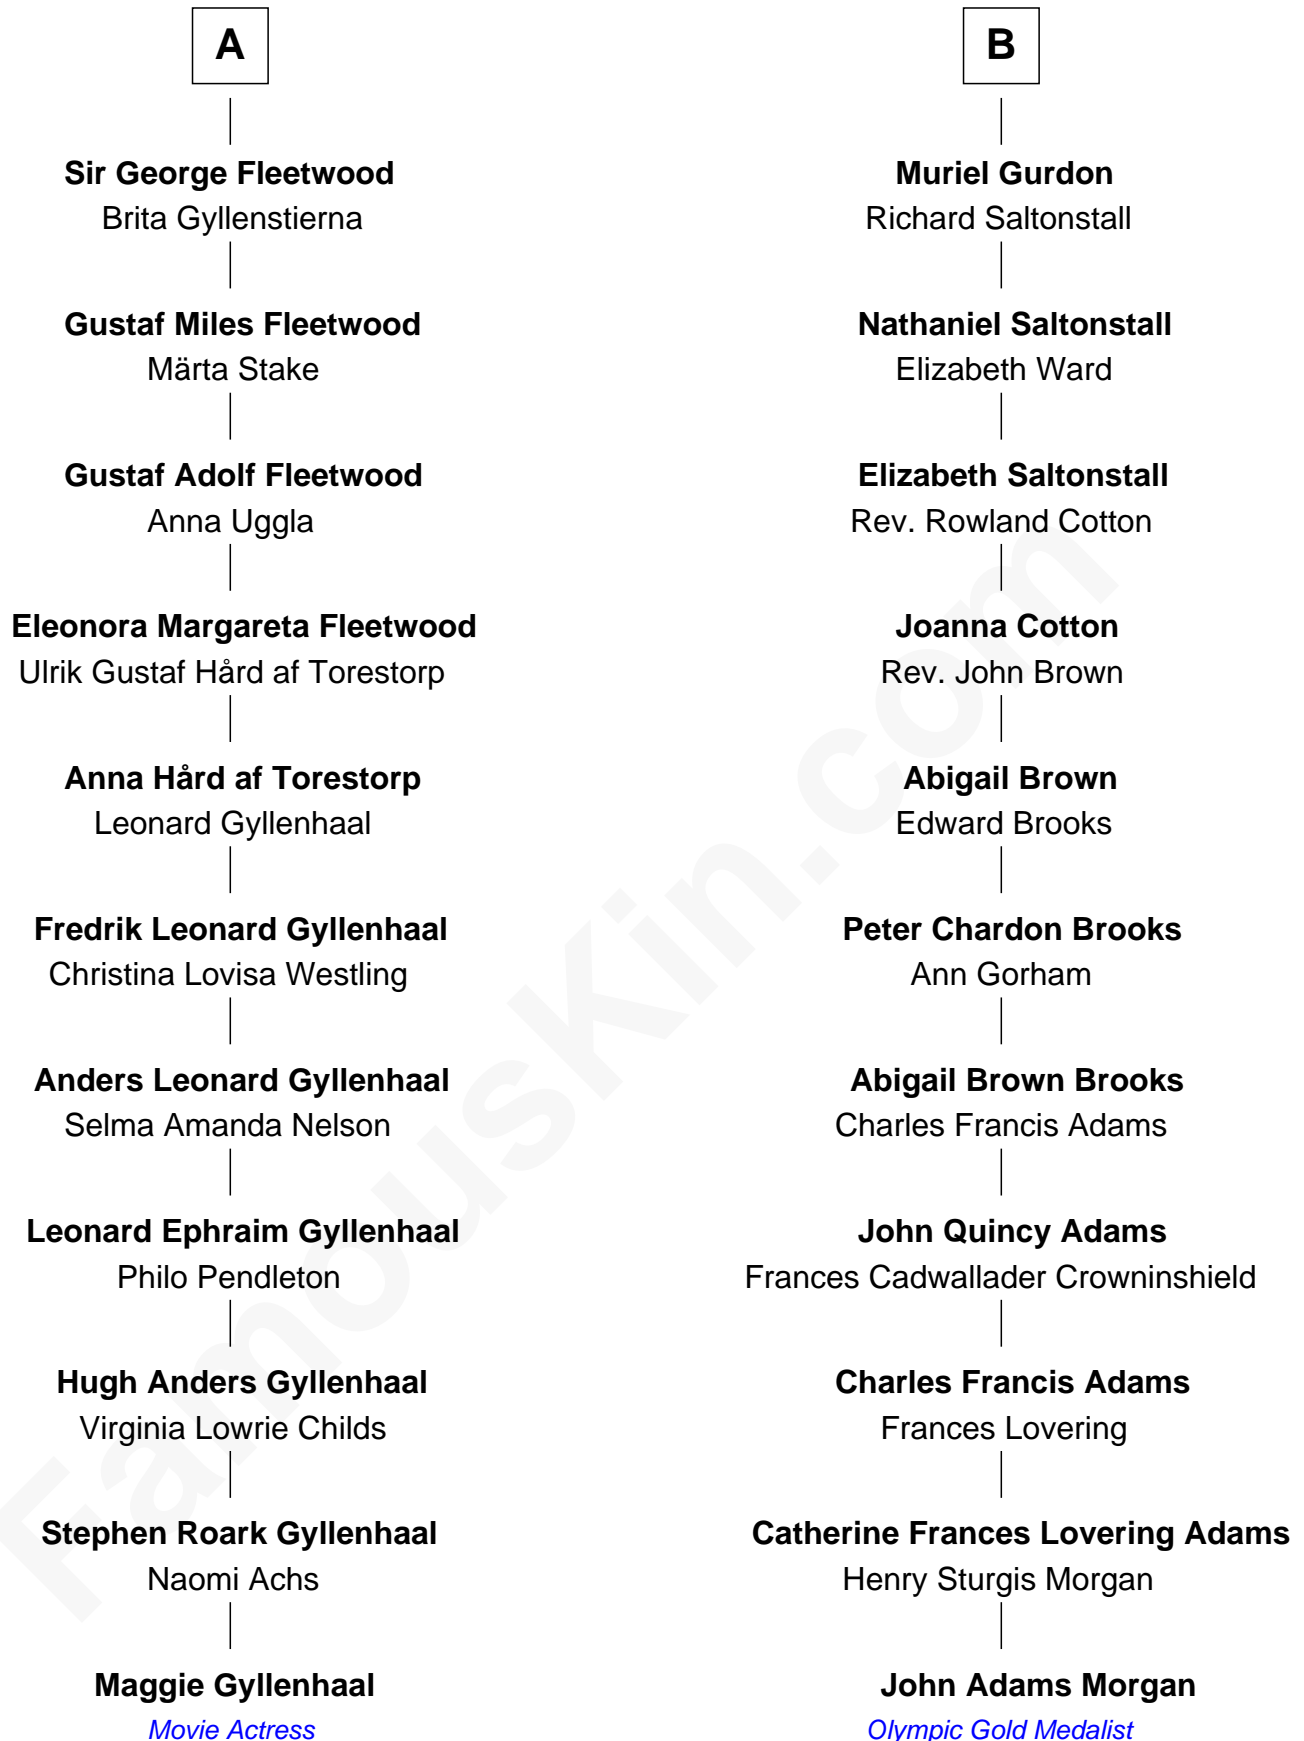 A
Sir George Fleetwood
Brita Gyllenstierna
Gustaf Miles Fleetwood
Märta Stake
Gustaf Adolf Fleetwood
Anna Uggla
Eleonora Margareta Fleetwood
Ulrik Gustaf Hård af Torestorp
Anna Hård af Torestorp
Leonard Gyllenhaal
Fredrik Leonard Gyllenhaal
Christina Lovisa Westling
Anders Leonard Gyllenhaal
Selma Amanda Nelson
Leonard Ephraim Gyllenhaal
Philo Pendleton
Hugh Anders Gyllenhaal
Virginia Lowrie Childs
Stephen Roark Gyllenhaal
Naomi Achs
Maggie Gyllenhaal
Movie Actress
B
Muriel Gurdon
Richard Saltonstall
Nathaniel Saltonstall
Elizabeth Ward
Elizabeth Saltonstall
Rev. Rowland Cotton
Joanna Cotton
Rev. John Brown
Abigail Brown
Edward Brooks
Peter Chardon Brooks
Ann Gorham
Abigail Brown Brooks
Charles Francis Adams
John Quincy Adams
Frances Cadwallader Crowninshield
Charles Francis Adams
Frances Lovering
Catherine Frances Lovering Adams
Henry Sturgis Morgan
John Adams Morgan
Olympic Gold Medalist
FamousKin.com